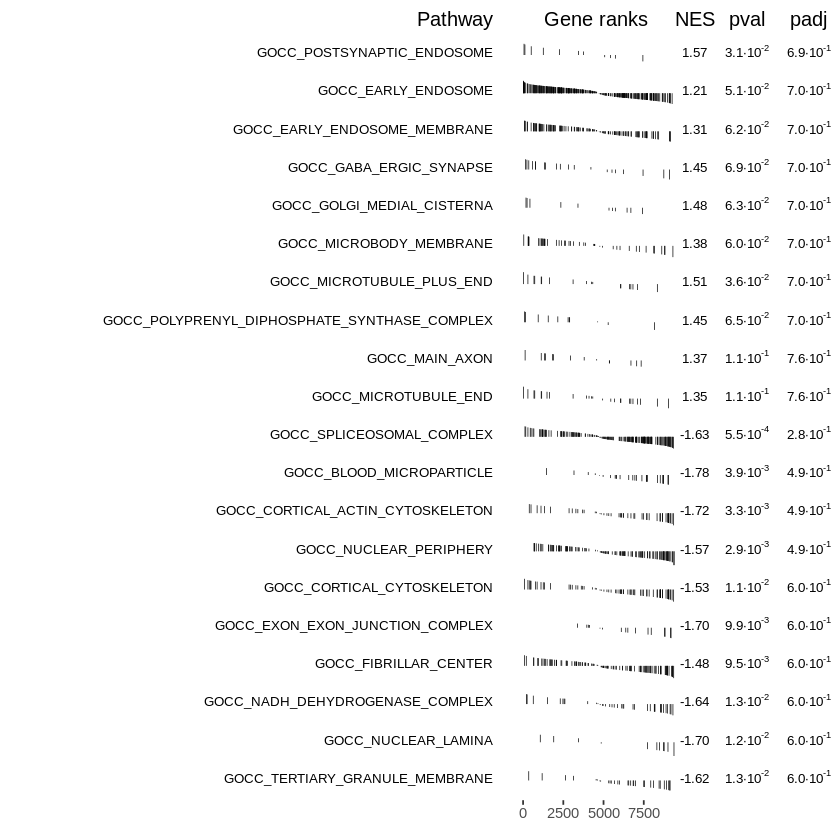 Pathway Gene ranks NES pval padj
GOCC_POSTSYNAPTIC_ENDOSOME 1.57 3.1·10⁻² 6.9·10⁻¹
GOCC_EARLY_ENDOSOME 1.21 5.1·10⁻² 7.0·10⁻¹
GOCC_EARLY_ENDOSOME_MEMBRANE 1.31 6.2·10⁻² 7.0·10⁻¹
GOCC_GABA_ERGIC_SYNAPSE 1.45 6.9·10⁻² 7.0·10⁻¹
GOCC_GOLGI_MEDIAL_CISTERNA 1.48 6.3·10⁻² 7.0·10⁻¹
GOCC_MICROBODY_MEMBRANE 1.38 6.0·10⁻² 7.0·10⁻¹
GOCC_MICROTUBULE_PLUS_END 1.51 3.6·10⁻² 7.0·10⁻¹
GOCC_POLYPRENYL_DIPHOSPHATE_SYNTHASE_COMPLEX 1.45 6.5·10⁻² 7.0·10⁻¹
GOCC_MAIN_AXON 1.37 1.1·10⁻¹ 7.6·10⁻¹
GOCC_MICROTUBULE_END 1.35 1.1·10⁻¹ 7.6·10⁻¹
GOCC_SPLICEOSOMAL_COMPLEX -1.63 5.5·10⁻⁴ 2.8·10⁻¹
GOCC_BLOOD_MICROPARTICLE -1.78 3.9·10⁻³ 4.9·10⁻¹
GOCC_CORTICAL_ACTIN_CYTOSKELETON -1.72 3.3·10⁻³ 4.9·10⁻¹
GOCC_NUCLEAR_PERIPHERY -1.57 2.9·10⁻³ 4.9·10⁻¹
GOCC_CORTICAL_CYTOSKELETON -1.53 1.1·10⁻² 6.0·10⁻¹
GOCC_EXON_EXON_JUNCTION_COMPLEX -1.70 9.9·10⁻³ 6.0·10⁻¹
GOCC_FIBRILLAR_CENTER -1.48 9.5·10⁻³ 6.0·10⁻¹
GOCC_NADH_DEHYDROGENASE_COMPLEX -1.64 1.3·10⁻² 6.0·10⁻¹
GOCC_NUCLEAR_LAMINA -1.70 1.2·10⁻² 6.0·10⁻¹
GOCC_TERTIARY_GRANULE_MEMBRANE -1.62 1.3·10⁻² 6.0·10⁻¹
0 2500 5000 7500